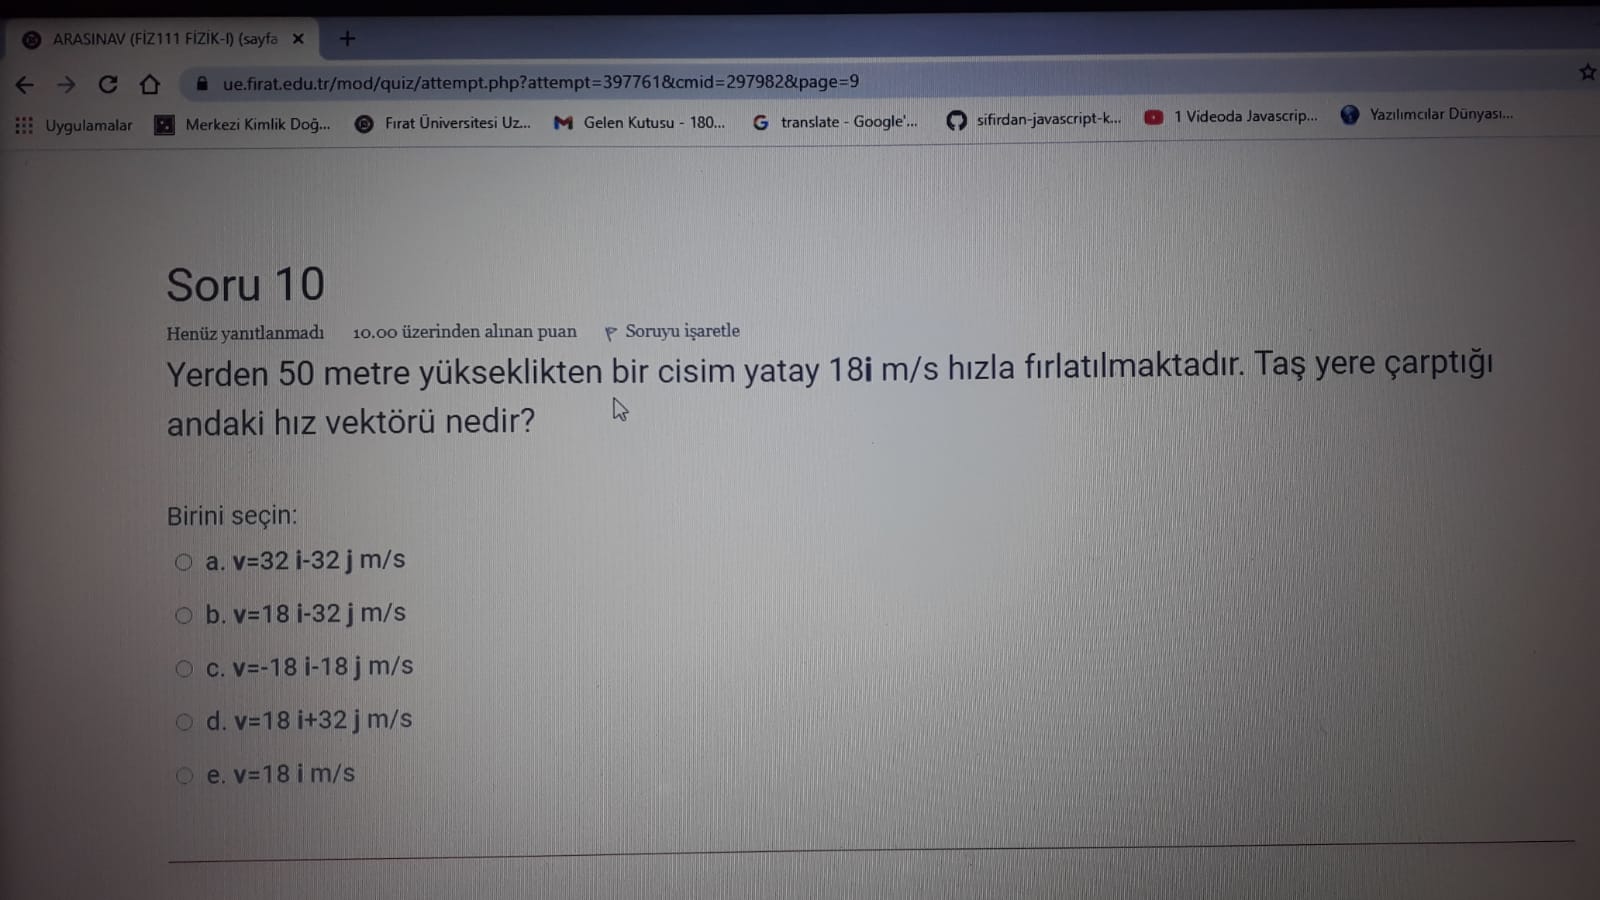 ARASINAV (FİZ111 FİZİK-I) (sayfa
ue.firat.edu.tr/mod/quiz/attempt.php?attempt=397761&cmid=297982&page=9
Uygulamalar Merkezi Kimlik Doğ... Fırat Üniversitesi Uz... Gelen Kutusu - 180... translate - Google'... sifirdan-javascript-k... 1 Videoda Javascrip... Yazılımcılar Dünyası...
Soru 10
Henüz yanıtlanmadı 10.00 üzerinden alınan puan Soruyu işaretle
Yerden 50 metre yükseklikten bir cisim yatay 18i m/s hızla fırlatılmaktadır. Taş yere çarptığı
andaki hız vektörü nedir?
Birini seçin:
a. v=32 i-32 j m/s
b. v=18 i-32 j m/s
c. v=-18 i-18 j m/s
d. v=18 i+32 j m/s
e. v=18 i m/s